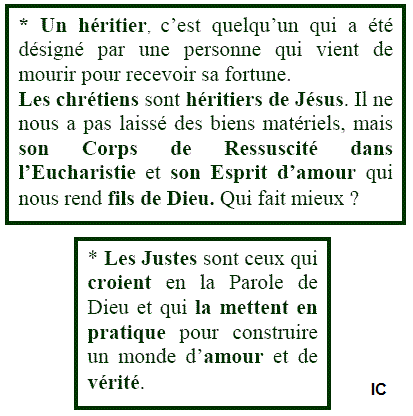 * Un héritier, c’est quelqu’un qui a été
désigné par une personne qui vient de
mourir pour recevoir sa fortune.
Les chrétiens sont héritiers de Jésus. Il ne
nous a pas laissé des biens matériels, mais
son Corps de Ressuscité dans
l’Eucharistie et son Esprit d’amour qui
nous rend fils de Dieu. Qui fait mieux ?
* Les Justes sont ceux qui
croient en la Parole de
Dieu et qui la mettent en
pratique pour construire
un monde d’amour et de
vérité.
IC